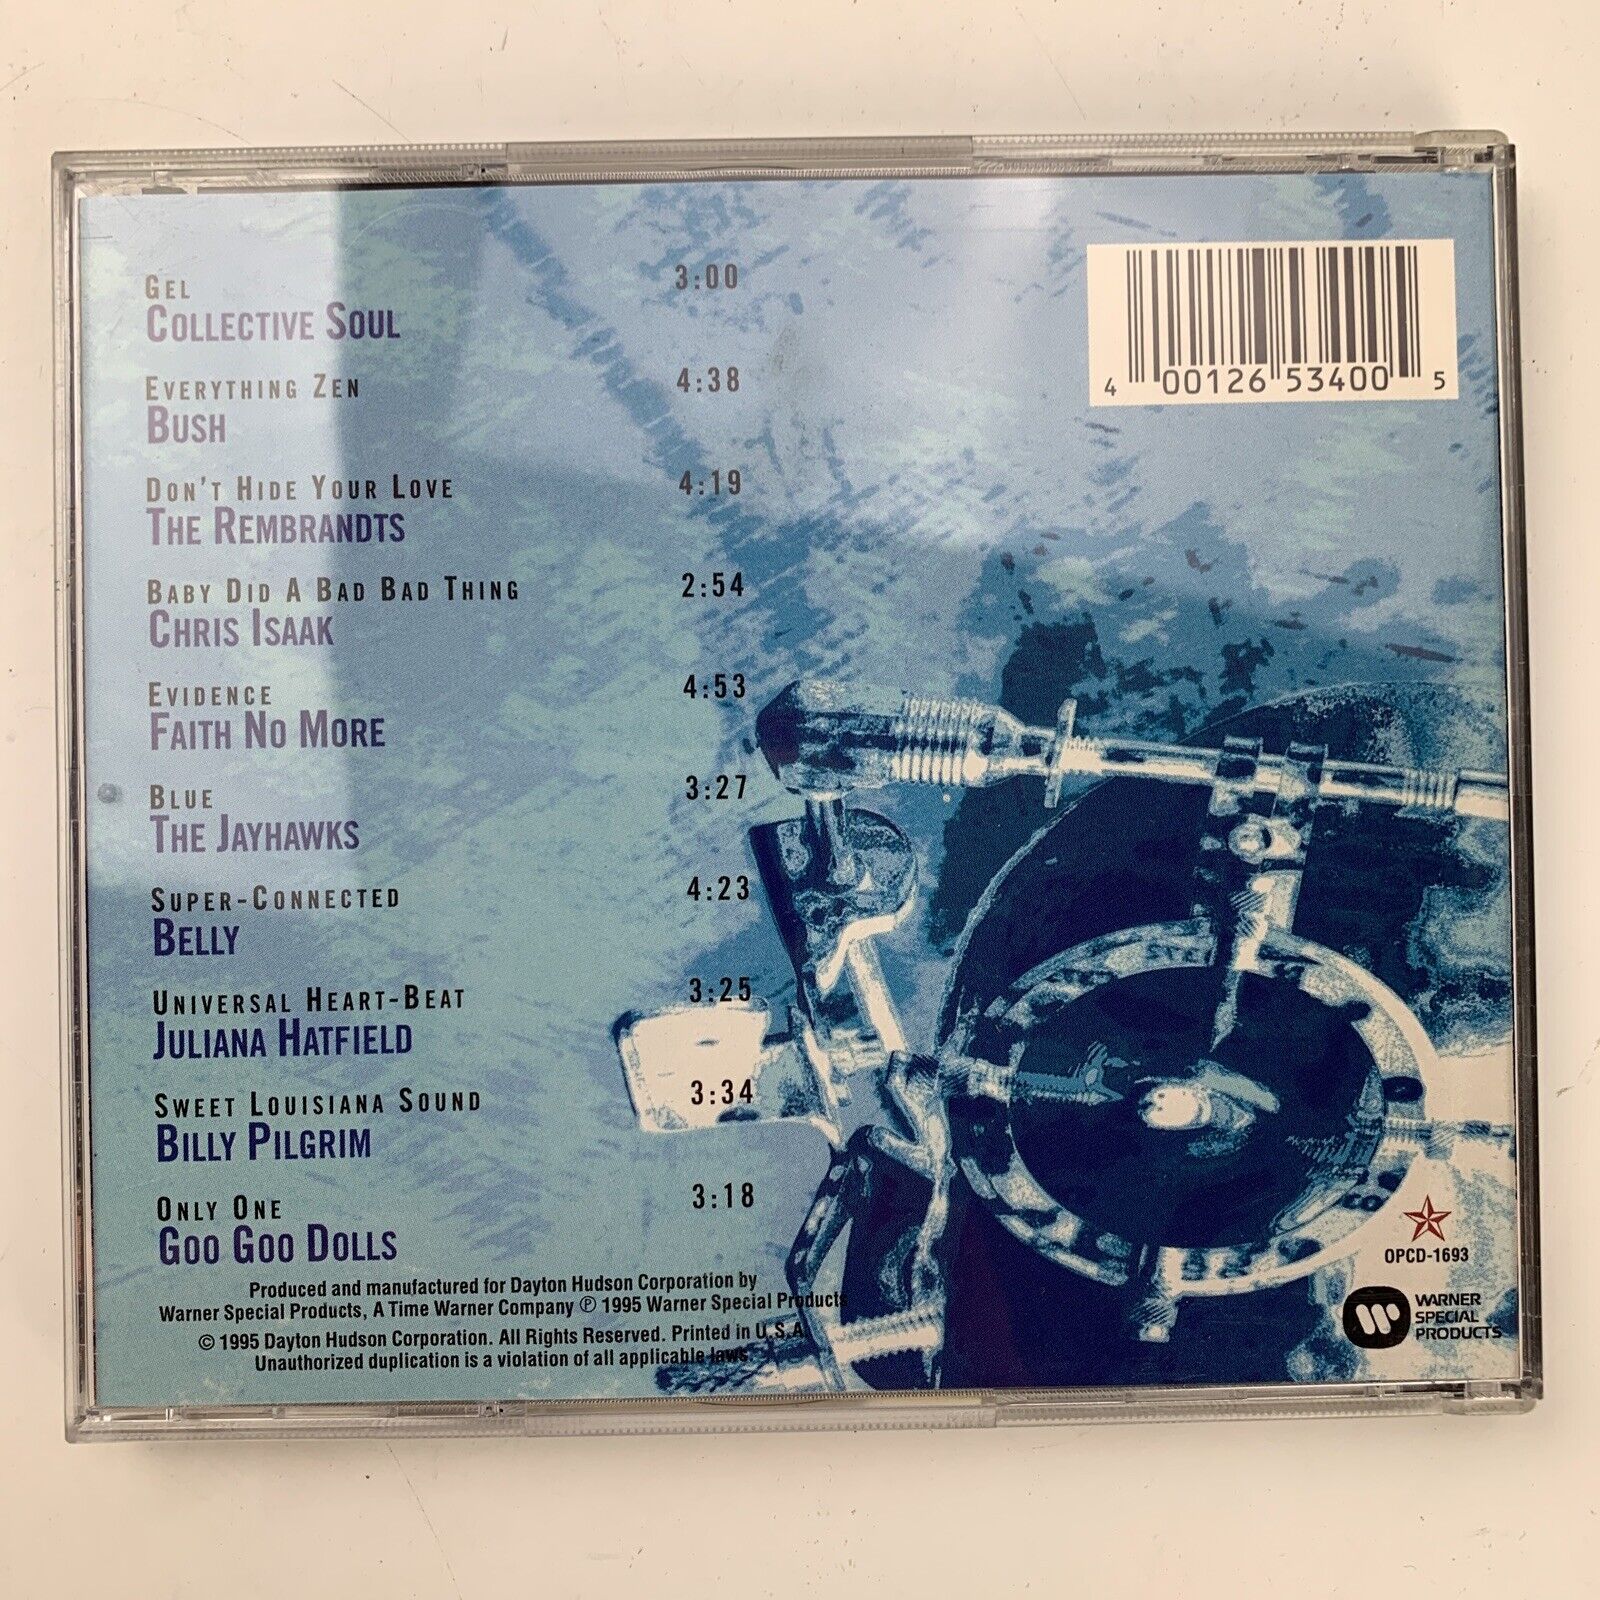 GEL 3:00
COLLECTIVE SOUL
EVERYTHING ZEN 4:38
BUSH
DON'T HIDE YOUR LOVE 4:19
THE REMBRANDTS
BABY DID A BAD BAD THING 2:54
CHRIS ISAAK
EVIDENCE 4:53
FAITH NO MORE
BLUE 3:27
THE JAYHAWKS
SUPER-CONNECTED 4:23
BELLY
UNIVERSAL HEART-BEAT 3:25
JULIANA HATFIELD
SWEET LOUISIANA SOUND 3:34
BILLY PILGRIM
ONLY ONE 3:18
GOO GOO DOLLS
Produced and manufactured for Dayton Hudson Corporation by
Warner Special Products, A Time Warner Company ℗ 1995 Warner Special Products
© 1995 Dayton Hudson Corporation. All Rights Reserved. Printed in U.S.A.
Unauthorized duplication is a violation of all applicable laws
4 00126 53400 5
OPCD-1693
WARNER
SPECIAL
PRODUCTS